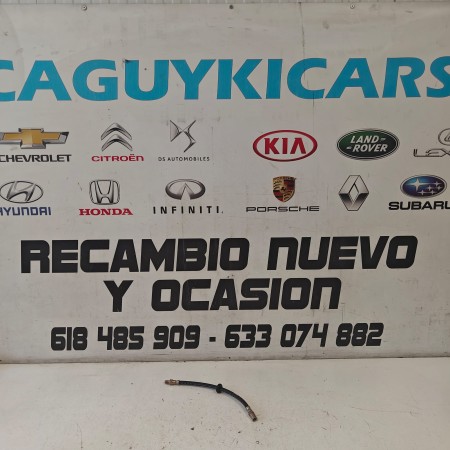 CAGUYKICARS
CHEVROLET CITROËN DS AUTOMOBILES KIA LAND ROVER
HYUNDAI HONDA INFINITI PORSCHE RENAULT SUBARU
RECAMBIO NUEVO
Y OCASION
618 485 909 - 633 074 882